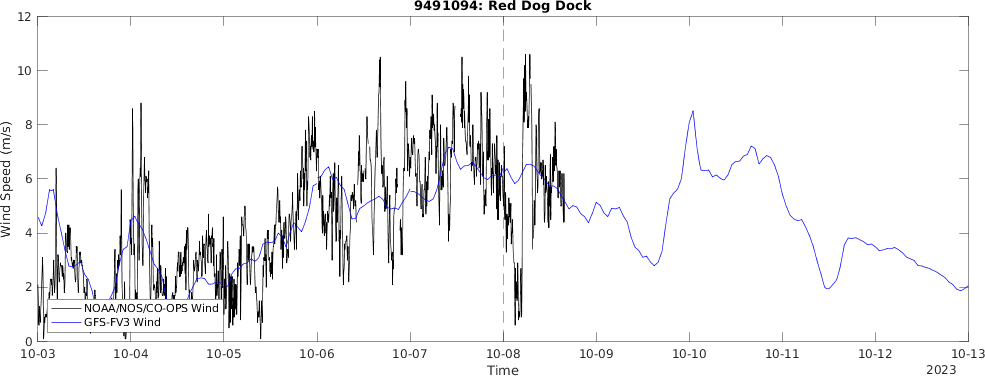 9491094: Red Dog Dock
Wind Speed (m/s)
12
10
8
6
4
2
0
NOAA/NOS/CO-OPS Wind
GFS-FV3 Wind
10-03 10-04 10-05 10-06 10-07 10-08 10-09 10-10 10-11 10-12 10-13
Time
2023